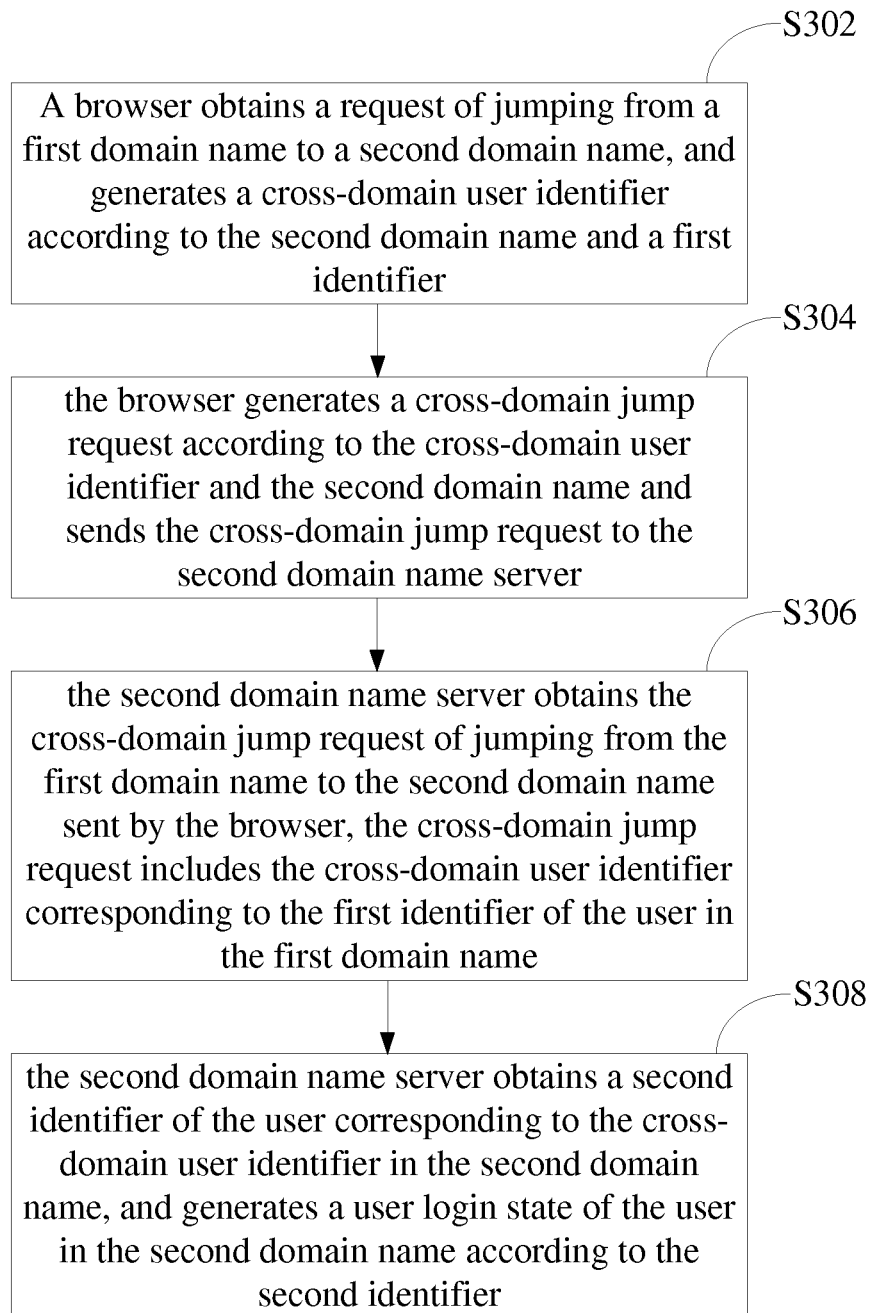 S302
A browser obtains a request of jumping from a
first domain name to a second domain name, and
generates a cross-domain user identifier
according to the second domain name and a first
identifier
S304
the browser generates a cross-domain jump
request according to the cross-domain user
identifier and the second domain name and
sends the cross-domain jump request to the
second domain name server
S306
the second domain name server obtains the
cross-domain jump request of jumping from the
first domain name to the second domain name
sent by the browser, the cross-domain jump
request includes the cross-domain user identifier
corresponding to the first identifier of the user in
the first domain name
S308
the second domain name server obtains a second
identifier of the user corresponding to the cross-
domain user identifier in the second domain
name, and generates a user login state of the user
in the second domain name according to the
second identifier